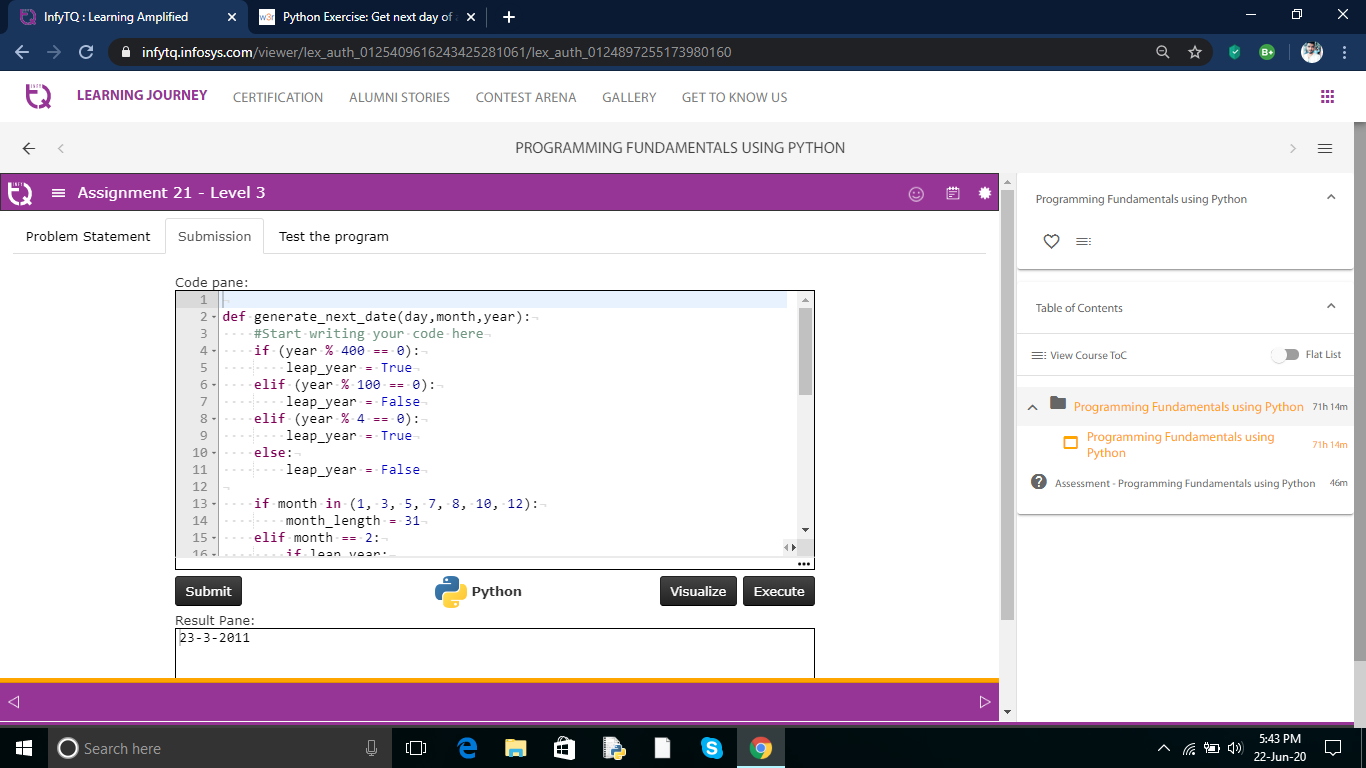 InfyTQ : Learning Amplified
w3r Python Exercise: Get next day of a
infytq.infosys.com/viewer/lex_auth_0125409616243425281061/lex_auth_0124897255173980160
LEARNING JOURNEY CERTIFICATION ALUMNI STORIES CONTEST ARENA GALLERY GET TO KNOW US
PROGRAMMING FUNDAMENTALS USING PYTHON
Assignment 21 - Level 3
Problem Statement Submission Test the program
Code pane:
1
2 def generate_next_date(day,month,year):
3 #Start writing your code here
4 if (year % 400 == 0):
5 leap_year = True
6 elif (year % 100 == 0):
7 leap_year = False
8 elif (year % 4 == 0):
9 leap_year = True
10 else:
11 leap_year = False
12
13 if month in (1, 3, 5, 7, 8, 10, 12):
14 month_length = 31
15 elif month == 2:
16 if leap_year:
Submit Python Visualize Execute
Result Pane:
23-3-2011
Programming Fundamentals using Python
Table of Contents
View Course ToC Flat List
Programming Fundamentals using Python 71h 14m
Programming Fundamentals using
Python 71h 14m
Assessment - Programming Fundamentals using Python 46m
Search here
5:43 PM
22-Jun-20